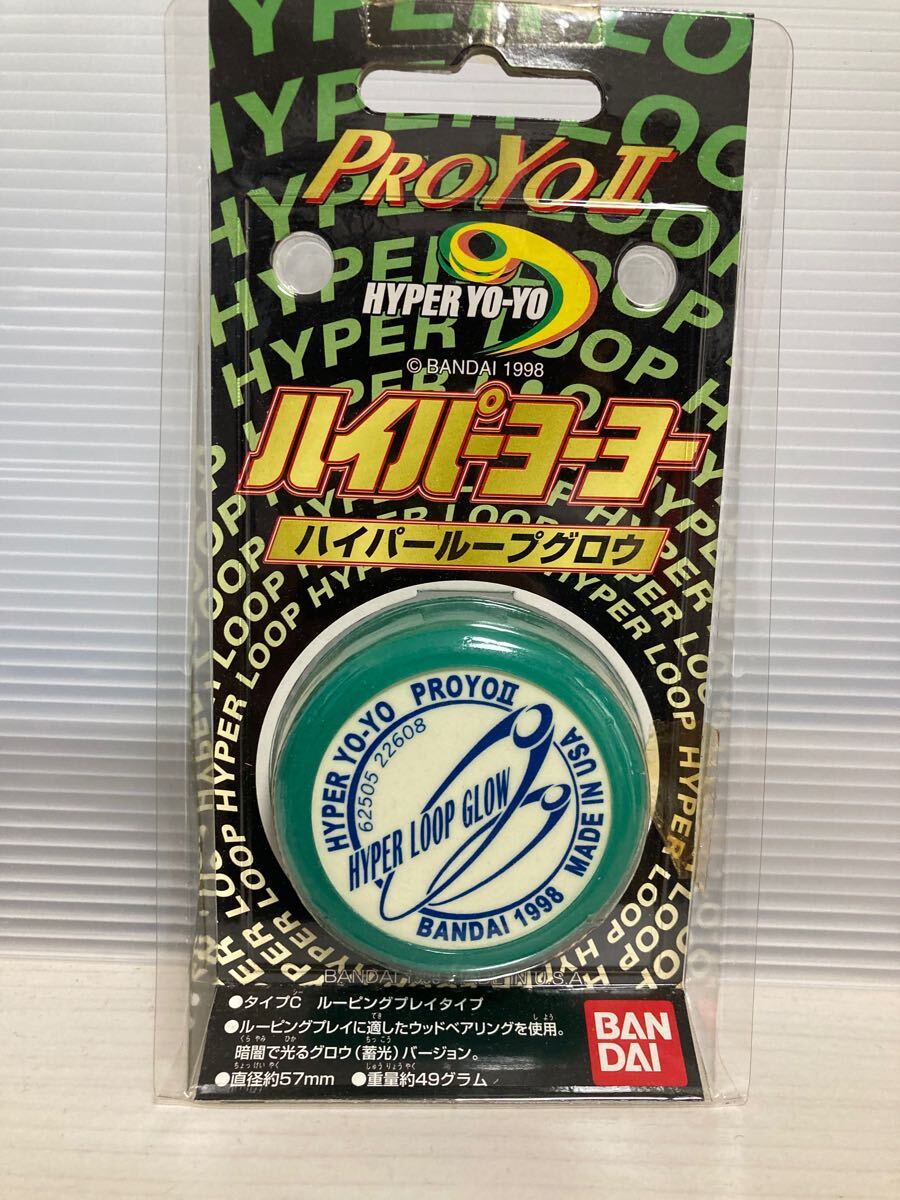 PROYO II
HYPER YO-YO
© BANDAI 1998
ハイパーヨーヨー
ハイパーループグロウ
HYPER YO-YO PROYO II
62505 22608
HYPER LOOP GLOW
MADE IN USA
BANDAI 1998
●タイプC ルーピングプレイタイプ
●ルーピングプレイに適したウッドベアリングを使用。
暗闇で光るグロウ(蓄光)バージョン。
●直径約57mm ●重量約49グラム
BAN
DAI